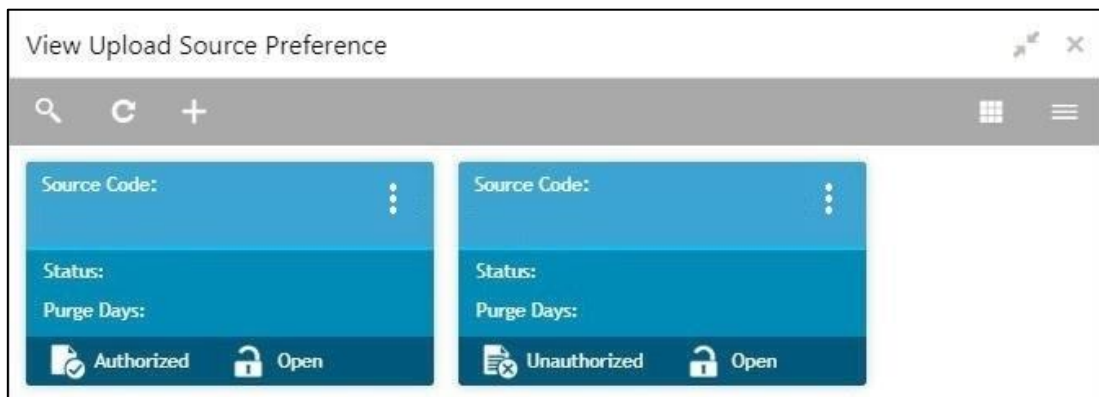 View Upload Source Preference
Source Code:
Status:
Purge Days:
Authorized Open
Source Code:
Status:
Purge Days:
Unauthorized Open